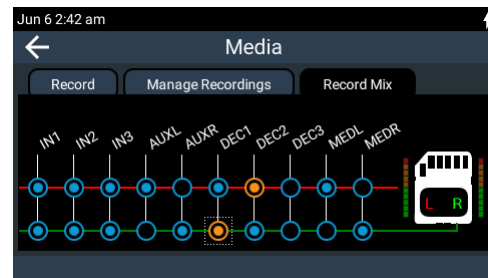 Jun 6 2:42 am
Media
Record Manage Recordings Record Mix
IN1 IN2 IN3 AUXL AUXR DEC1 DEC2 DEC3 MEDL MEDR
L R